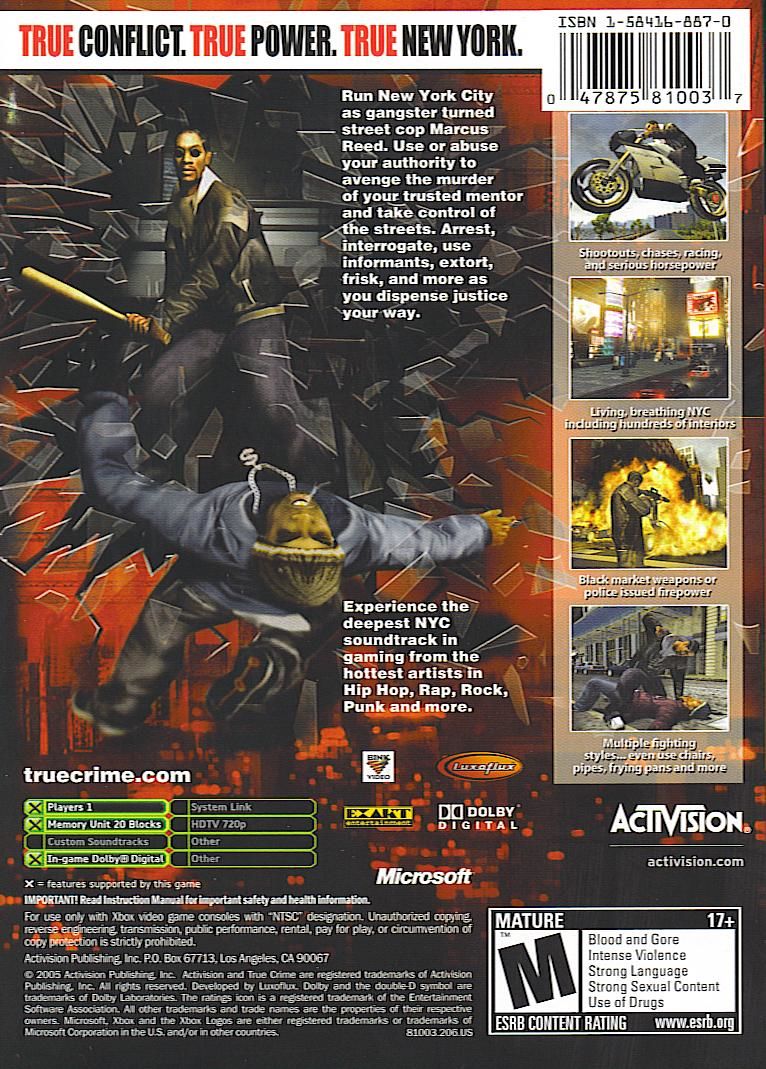 TRUE CONFLICT. TRUE POWER. TRUE NEW YORK.
ISBN 1-58416-887-0
0 47875 81003 7
Run New York City
as gangster turned
street cop Marcus
Reed. Use or abuse
your authority to
avenge the murder
of your trusted mentor
and take control of
the streets. Arrest,
interrogate, use
informants, extort,
frisk, and more as
you dispense justice
your way.
Shootouts, chases, racing,
and serious horsepower
Living, breathing NYC
including hundreds of interiors
Black market weapons or
police issued firepower
Multiple fighting
styles... even use chairs,
pipes, frying pans and more
Experience the
deepest NYC
soundtrack in
gaming from the
hottest artists in
Hip Hop, Rap, Rock,
Punk and more.
truecrime.com
BINK
VIDEO
Luxoflux
X Players 1
System Link
X Memory Unit 20 Blocks
HDTV 720p
Custom Soundtracks
Other
X In-game Dolby® Digital
Other
X = features supported by this game
EXAKT
entertainment
DOLBY
DIGITAL
Microsoft
ACTIVISION®
activision.com
IMPORTANT! Read Instruction Manual for important safety and health information.
For use only with Xbox video game consoles with "NTSC" designation. Unauthorized copying,
reverse engineering, transmission, public performance, rental, pay for play, or circumvention of
copy protection is strictly prohibited.
Activision Publishing, Inc. P.O. Box 67713, Los Angeles, CA 90067
© 2005 Activision Publishing, Inc. Activision and True Crime are registered trademarks of Activision
Publishing, Inc. All rights reserved. Developed by Luxoflux. Dolby and the double-D symbol are
trademarks of Dolby Laboratories. The ratings icon is a registered trademark of the Entertainment
Software Association. All other trademarks and trade names are the properties of their respective
owners. Microsoft, Xbox and the Xbox Logos are either registered trademarks or trademarks of
Microsoft Corporation in the U.S. and/or in other countries.
81003.206.US
MATURE 17+
M
™
Blood and Gore
Intense Violence
Strong Language
Strong Sexual Content
Use of Drugs
ESRB CONTENT RATING www.esrb.org